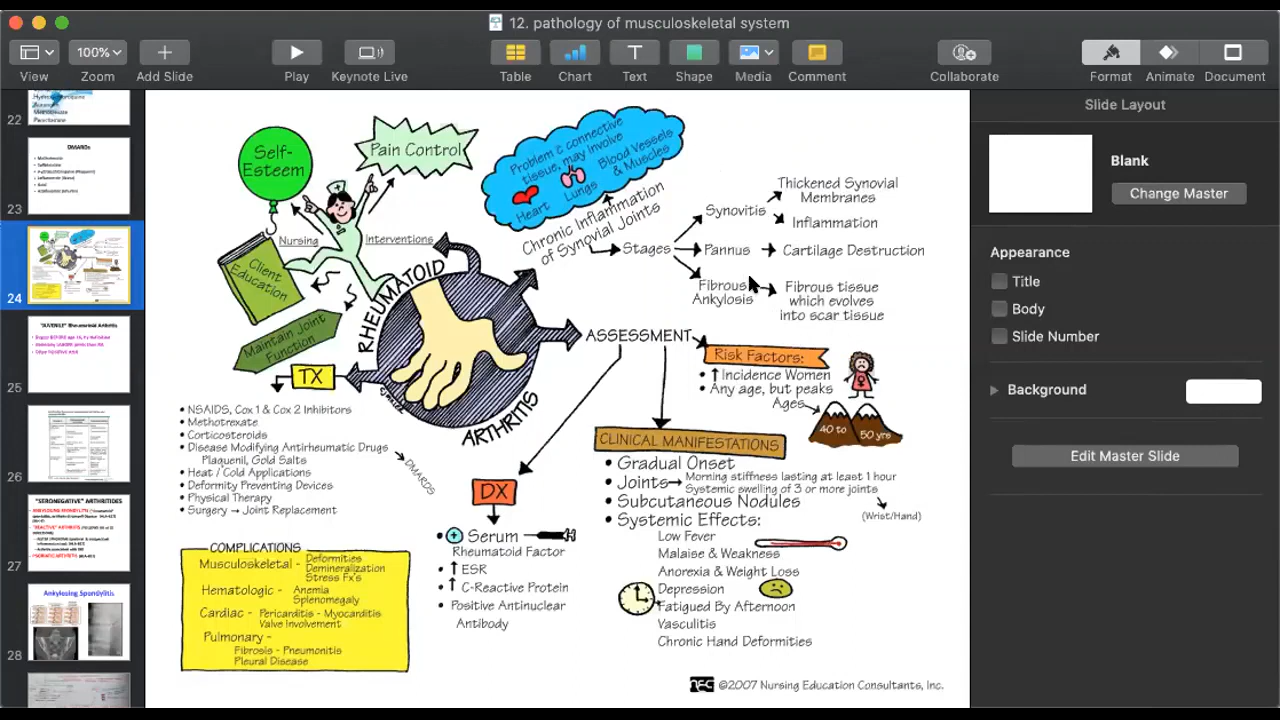 12. pathology of musculoskeletal system
100%
View
Zoom
Add Slide
Play
Keynote Live
Table
Chart
Text
Shape
Media
Comment
Collaborate
Format
Animate
Document
22
DMARDs
23
24
"JUVENILE" Rheumatoid Arthritis
25
26
"SERONEGATIVE" ARTHRITIDES
27
Ankylosing Spondylitis
28
Self-
Esteem
Pain Control
Nursing
Interventions
Client
Education
Maintain Joint
Function
RHEUMATOID
ARTHRITIS
Problem c connective
tissue, May Involve
Heart
Lungs
Blood Vessels
& Muscles
Chronic Inflammation
of Synovial Joints
Stages
Synovitis
Thickened Synovial
Membranes
Inflammation
Pannus
Cartilage Destruction
Fibrous
Ankylosis
Fibrous tissue
which evolves
into scar tissue
ASSESSMENT
Risk Factors:
• ↑ Incidence Women
• Any age, but peaks
Ages
40 to
50 yrs
TX
• NSAIDS, Cox 1 & Cox 2 Inhibitors
• Methotrexate
• Corticosteroids
• Disease Modifying Antirheumatic Drugs
Plaquenil, Gold Salts
DMARDS
• Heat / Cold Applications
• Deformity Preventing Devices
• Physical Therapy
• Surgery → Joint Replacement
COMPLICATIONS
Musculoskeletal - Deformities
Demineralization
Stress Fx's
Hematologic - Anemia
Splenomegaly
Cardiac - Pericarditis - Myocarditis
Valve Involvement
Pulmonary -
Fibrosis - Pneumonitis
Pleural Disease
DX
• + Serum
Rheumatoid Factor
• ↑ ESR
• ↑ C-Reactive Protein
• Positive Antinuclear
Antibody
CLINICAL MANIFESTATIONS
• Gradual Onset
• Joints → Morning stiffness lasting at least 1 hour
Systemic swelling of 3 or more joints
(Wrist/Hand)
• Subcutaneous Nodules
• Systemic Effects:
Low Fever
Malaise & Weakness
Anorexia & Weight Loss
Depression
Fatigued By Afternoon
Vasculitis
Chronic Hand Deformities
NEC ©2007 Nursing Education Consultants, Inc.
Slide Layout
Blank
Change Master
Appearance
Title
Body
Slide Number
Background
Edit Master Slide